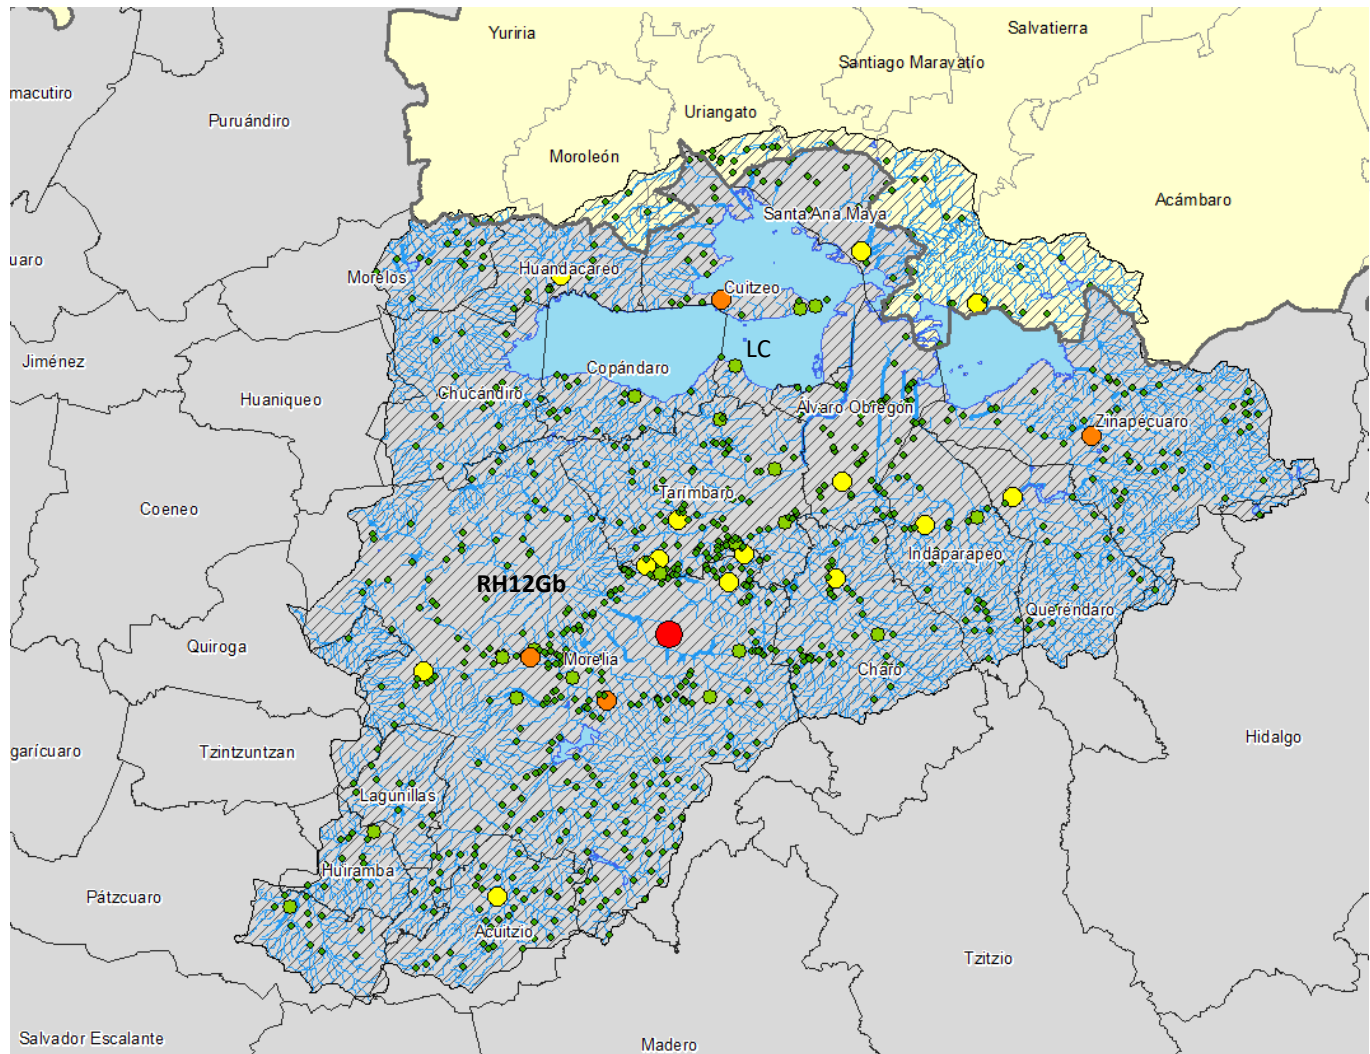 Salvatierra
Yuriria
Santiago Maravatío
macutiro
Uriangato
Puruándiro
Moroleón
Acámbaro
Santa Ana Maya
uaro
Huandacareo
Morelos
Cuitzeo
LC
Jiménez
Copándaro
Chucándiro
Huaniqueo
Álvaro Obregón
Zinapécuaro
Tarímbaro
Coeneo
Indaparapeo
RH12Gb
Queréndaro
Quiroga
Morelia
Charo
Hidalgo
garícuaro
Tzintzuntzan
Lagunillas
Huiramba
Pátzcuaro
Acuitzio
Tzitzio
Salvador Escalante
Madero